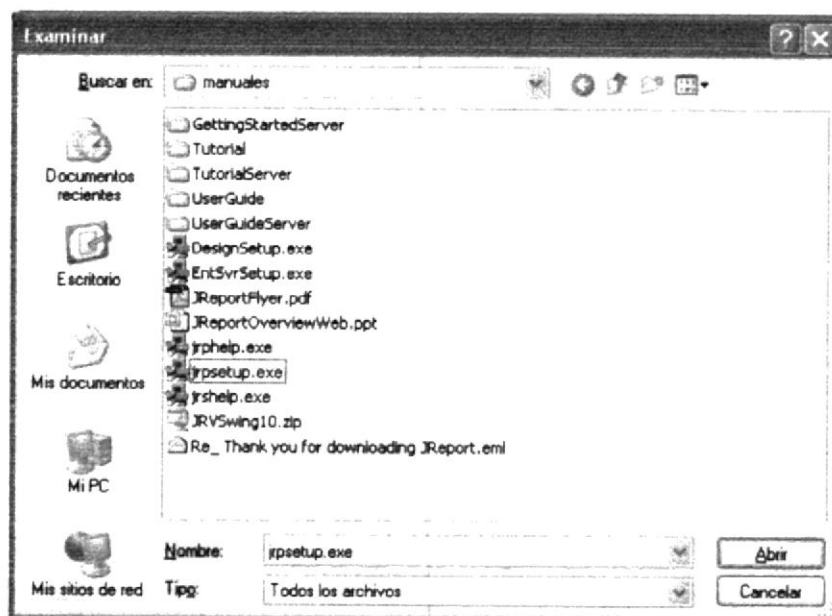 Examinar
Buscar en: manuales
GettingStartedServer
Tutorial
TutorialServer
UserGuide
UserGuideServer
DesignSetup.exe
EntSvrSetup.exe
JReportFlyer.pdf
JReportOverviewWeb.ppt
jrphelp.exe
jrpsetup.exe
jrshelp.exe
JRVSwing10.zip
Re_ Thank you for downloading JReport.eml
Documentos
recientes
Escritorio
Mis documentos
Mi PC
Mis sitios de red
Nombre: jrpsetup.exe
Abrir
Tipo: Todos los archivos
Cancelar